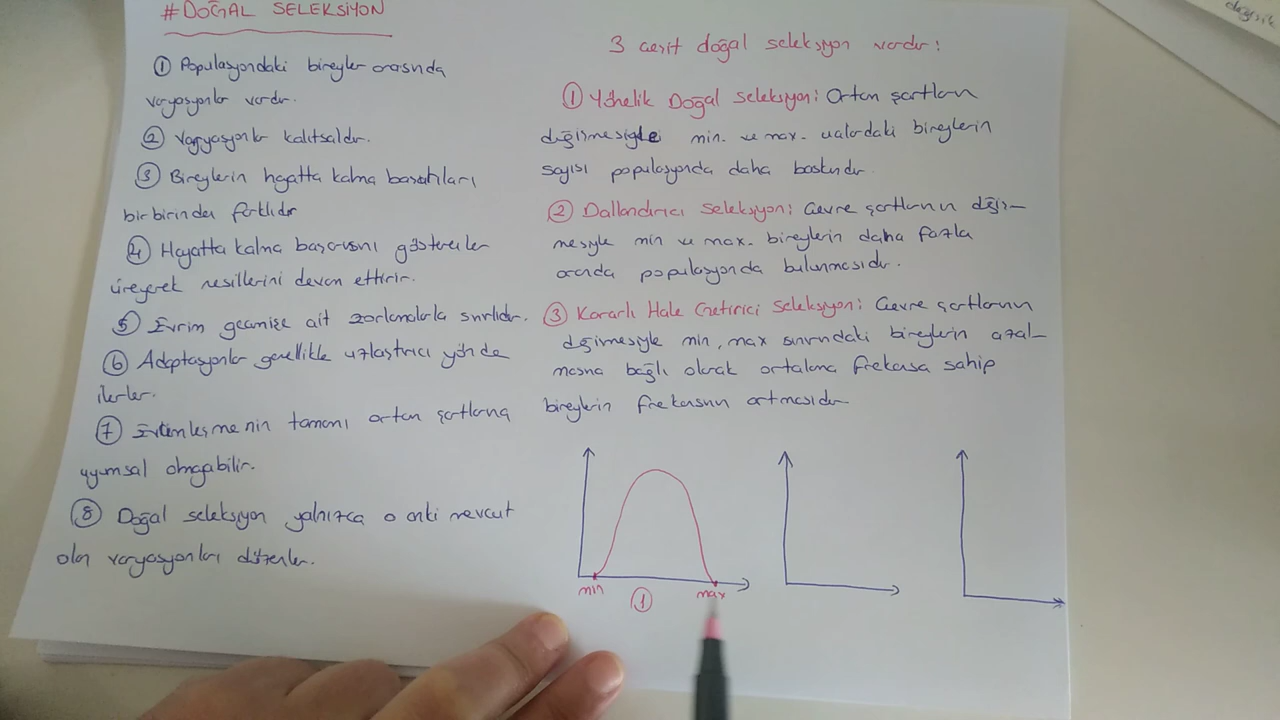 #DOĞAL SELEKSİYON
① Populasyondaki bireyler arasında
varyasyonlar vardır.
② Varyasyonlar kalıtsaldır.
③ Bireylerin hayatta kalma başarıları
birbirinden farklıdır
④ Hayatta kalma başarısını gösterenler
üreyerek nesillerini devam ettirir.
⑤ Evrim geçmişe ait zorlamalarla sınırlıdır.
⑥ Adaptasyonlar genellikle uzlaştırıcı yönde
ilerler.
⑦ Evrimleşmenin tamamı ortam şartlarına
uyumsal olmayabilir.
⑧ Doğal seleksiyon yalnızca o anki mevcut
olan varyasyonları düzenler.
3 çeşit doğal seleksiyon vardır:
① Yönelik Doğal Seleksiyon: Ortam şartların
değişmesiyle min. ve max. uçlardaki bireylerin
sayısı populasyonda daha baskındır.
② Dallandırıcı Seleksiyon: Çevre şartlarının değiş-
mesiyle min ve max. bireylerin daha fazla
oranda populasyonda bulunmasıdır.
③ Kararlı Hale Getirici Seleksiyon: Çevre şartlarının
değişmesiyle min, max sınırındaki bireylerin azal-
masına bağlı olarak ortalama frekansa sahip
bireylerin frekansının artmasıdır
min ① max